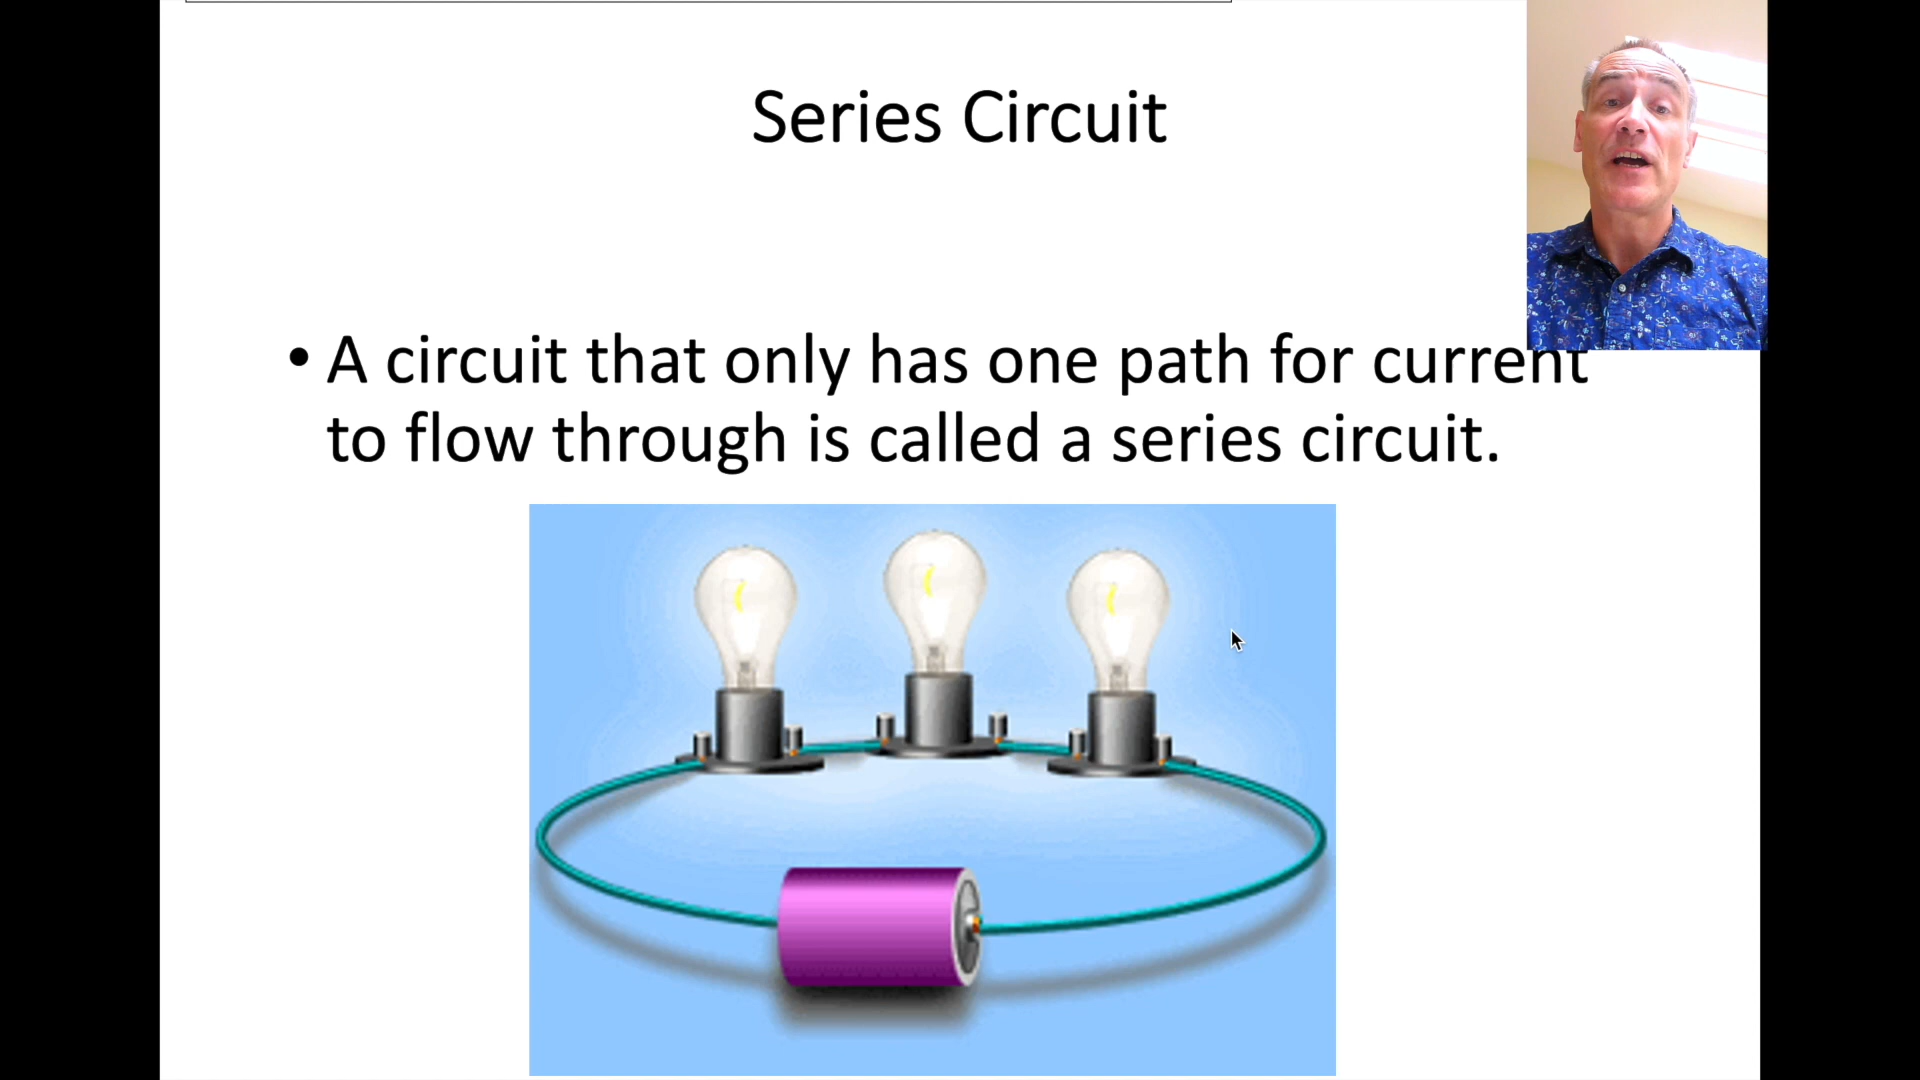 Series Circuit
• A circuit that only has one path for current
to flow through is called a series circuit.